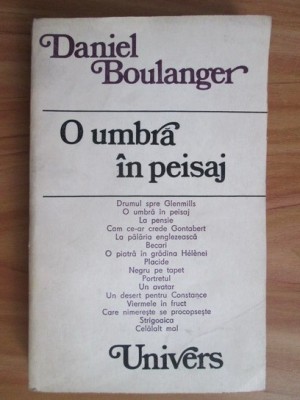 Daniel
Boulanger
O umbră
în peisaj
Drumul spre Glenmills
O umbră în peisaj
La pensie
Cam ce-ar crede Gontabert
La pălăria englezească
Becari
O piatră în grădina Hélènei
Placide
Negru pe tapet
Portretul
Un avatar
Un desert pentru Constance
Viermele în fruct
Care nimerește se procopsește
Strigoaica
Celălalt mal
Univers